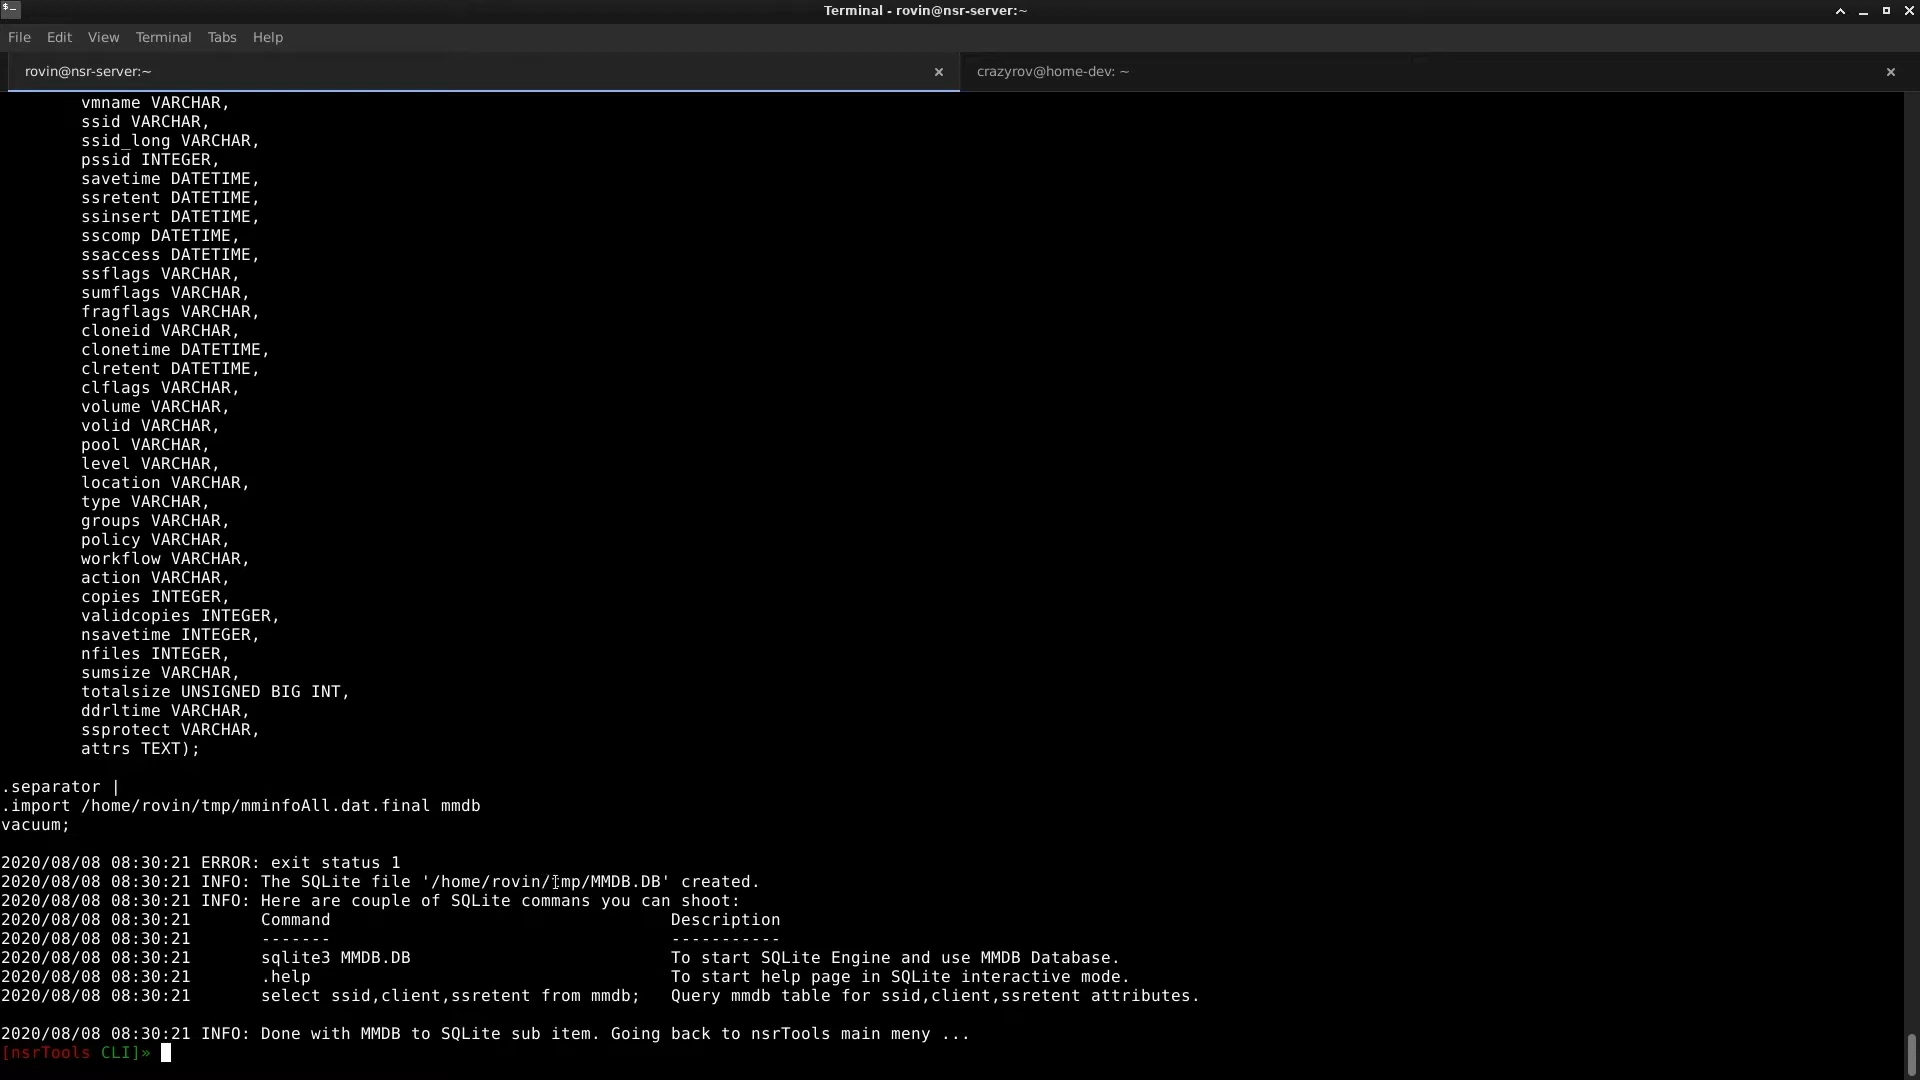 Terminal - rovin@nsr-server:~
File Edit View Terminal Tabs Help
rovin@nsr-server:~
crazyrov@home-dev: ~
vmname VARCHAR,
ssid VARCHAR,
ssid_long VARCHAR,
pssid INTEGER,
savetime DATETIME,
ssretent DATETIME,
ssinsert DATETIME,
sscomp DATETIME,
ssaccess DATETIME,
ssflags VARCHAR,
sumflags VARCHAR,
fragflags VARCHAR,
cloneid VARCHAR,
clonetime DATETIME,
clretent DATETIME,
clflags VARCHAR,
volume VARCHAR,
volid VARCHAR,
pool VARCHAR,
level VARCHAR,
location VARCHAR,
type VARCHAR,
groups VARCHAR,
policy VARCHAR,
workflow VARCHAR,
action VARCHAR,
copies INTEGER,
validcopies INTEGER,
nsavetime INTEGER,
nfiles INTEGER,
sumsize VARCHAR,
totalsize UNSIGNED BIG INT,
ddrltime VARCHAR,
ssprotect VARCHAR,
attrs TEXT);
.separator |
.import /home/rovin/tmp/mminfoAll.dat.final mmdb
vacuum;
2020/08/08 08:30:21 ERROR: exit status 1
2020/08/08 08:30:21 INFO: The SQLite file '/home/rovin/tmp/MMDB.DB' created.
2020/08/08 08:30:21 INFO: Here are couple of SQLite commans you can shoot:
2020/08/08 08:30:21 Command Description
2020/08/08 08:30:21 ------- -----------
2020/08/08 08:30:21 sqlite3 MMDB.DB To start SQLite Engine and use MMDB Database.
2020/08/08 08:30:21 .help To start help page in SQLite interactive mode.
2020/08/08 08:30:21 select ssid,client,ssretent from mmdb; Query mmdb table for ssid,client,ssretent attributes.
2020/08/08 08:30:21 INFO: Done with MMDB to SQLite sub item. Going back to nsrTools main meny ...
[nsrTools CLI]»